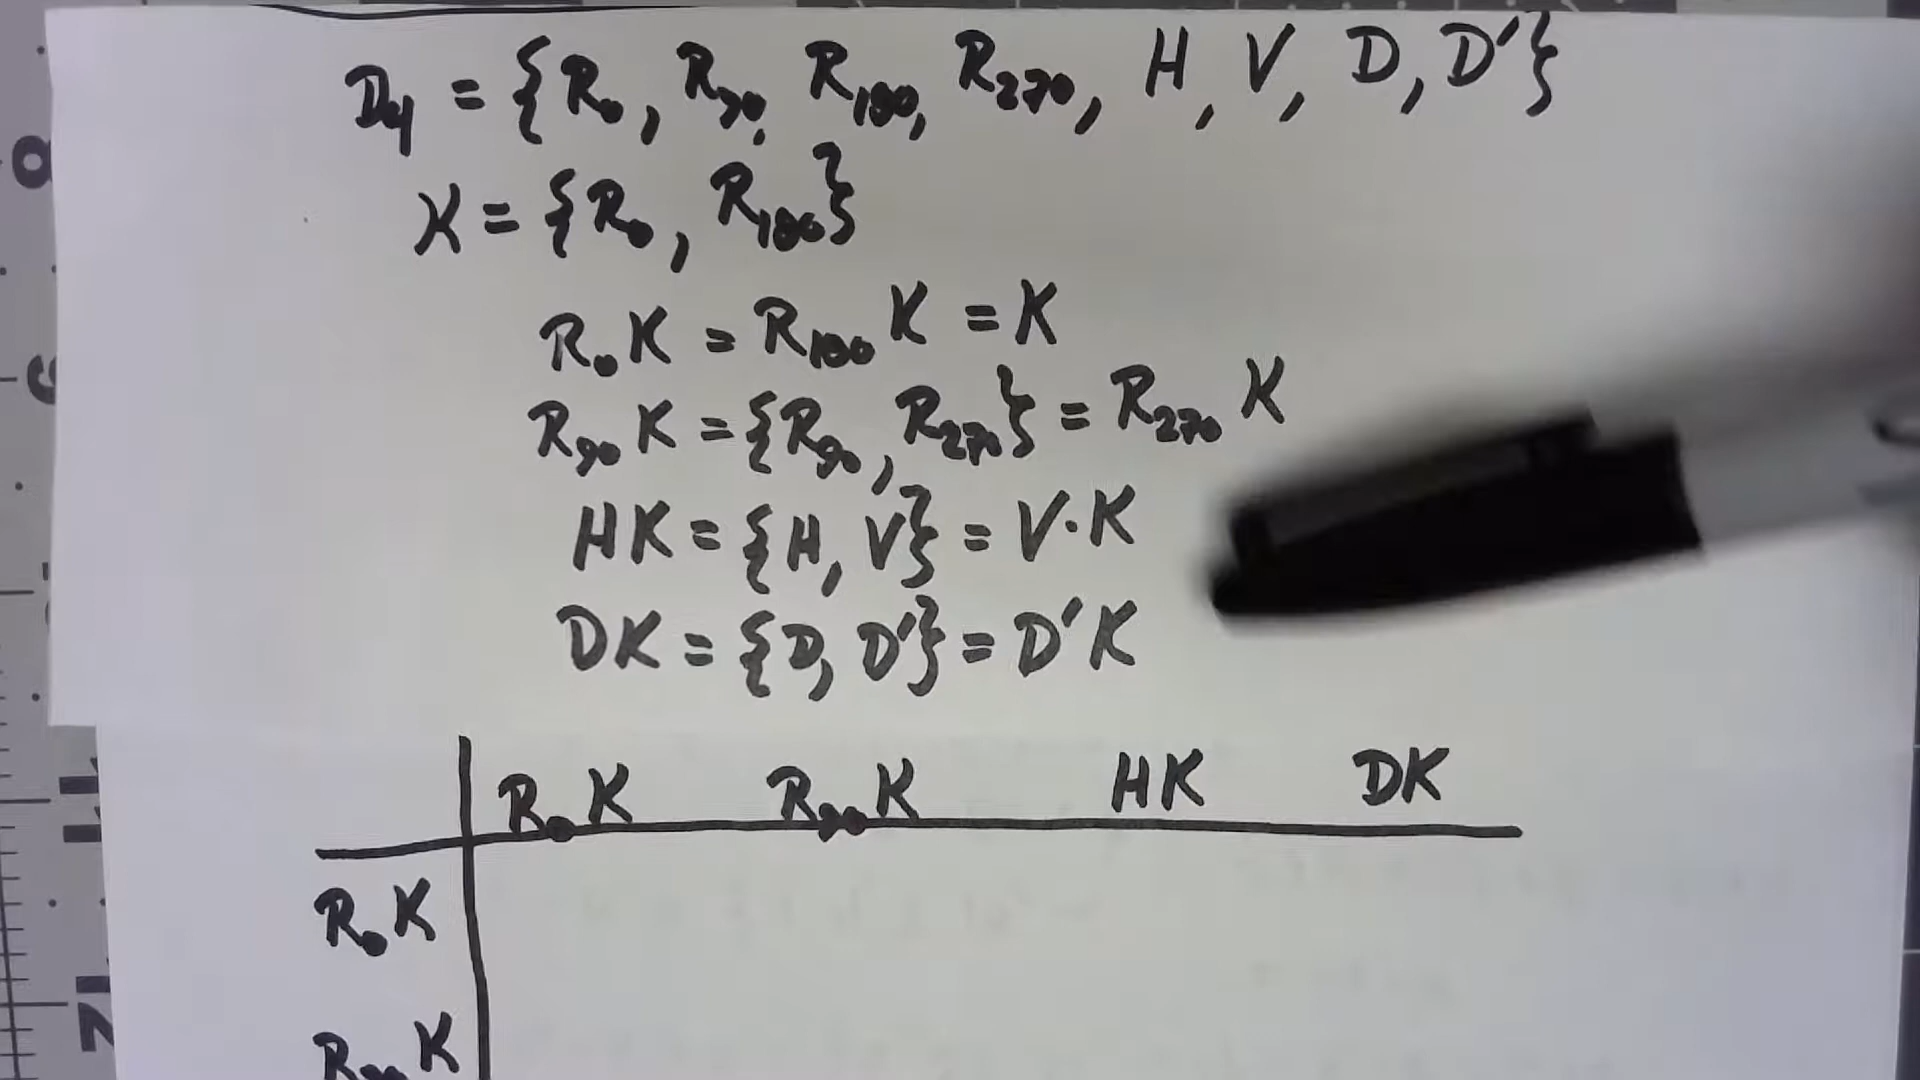 D₄ = {R₀, R₉₀, R₁₈₀, R₂₇₀, H, V, D, D'}
K = {R₀, R₁₈₀}
R₀K = R₁₈₀K = K
R₉₀K = {R₉₀, R₂₇₀} = R₂₇₀K
HK = {H, V} = V·K
DK = {D, D'} = D'K
R₀K R₉₀K HK DK
R₀K
R₉₀K